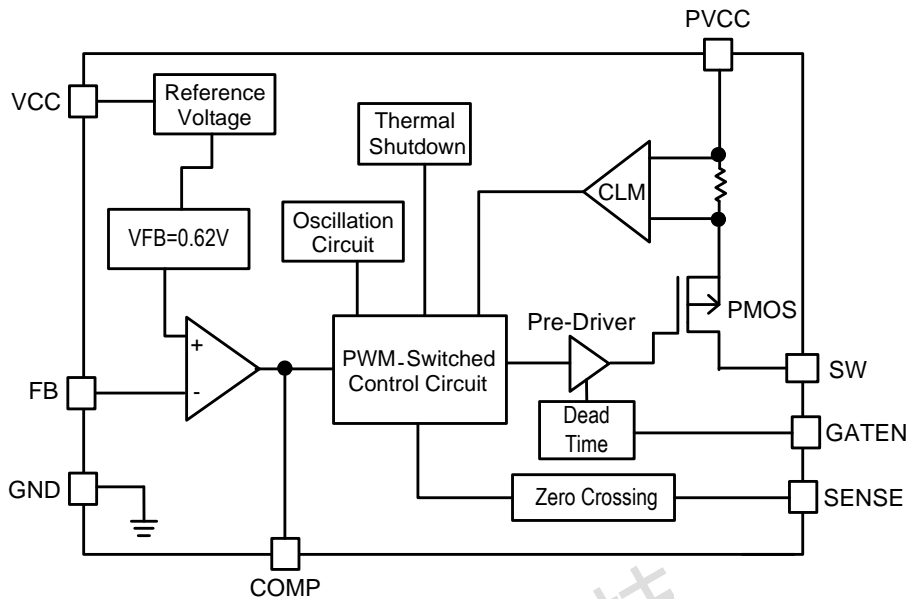 PVCC
VCC
Reference
Voltage
Thermal
Shutdown
CLM
VFB=0.62V
Oscillation
Circuit
PMOS
Pre-Driver
+
PWM-Switched
Control Circuit
FB
-
SW
Dead
Time
GATEN
GND
Zero Crossing
SENSE
COMP